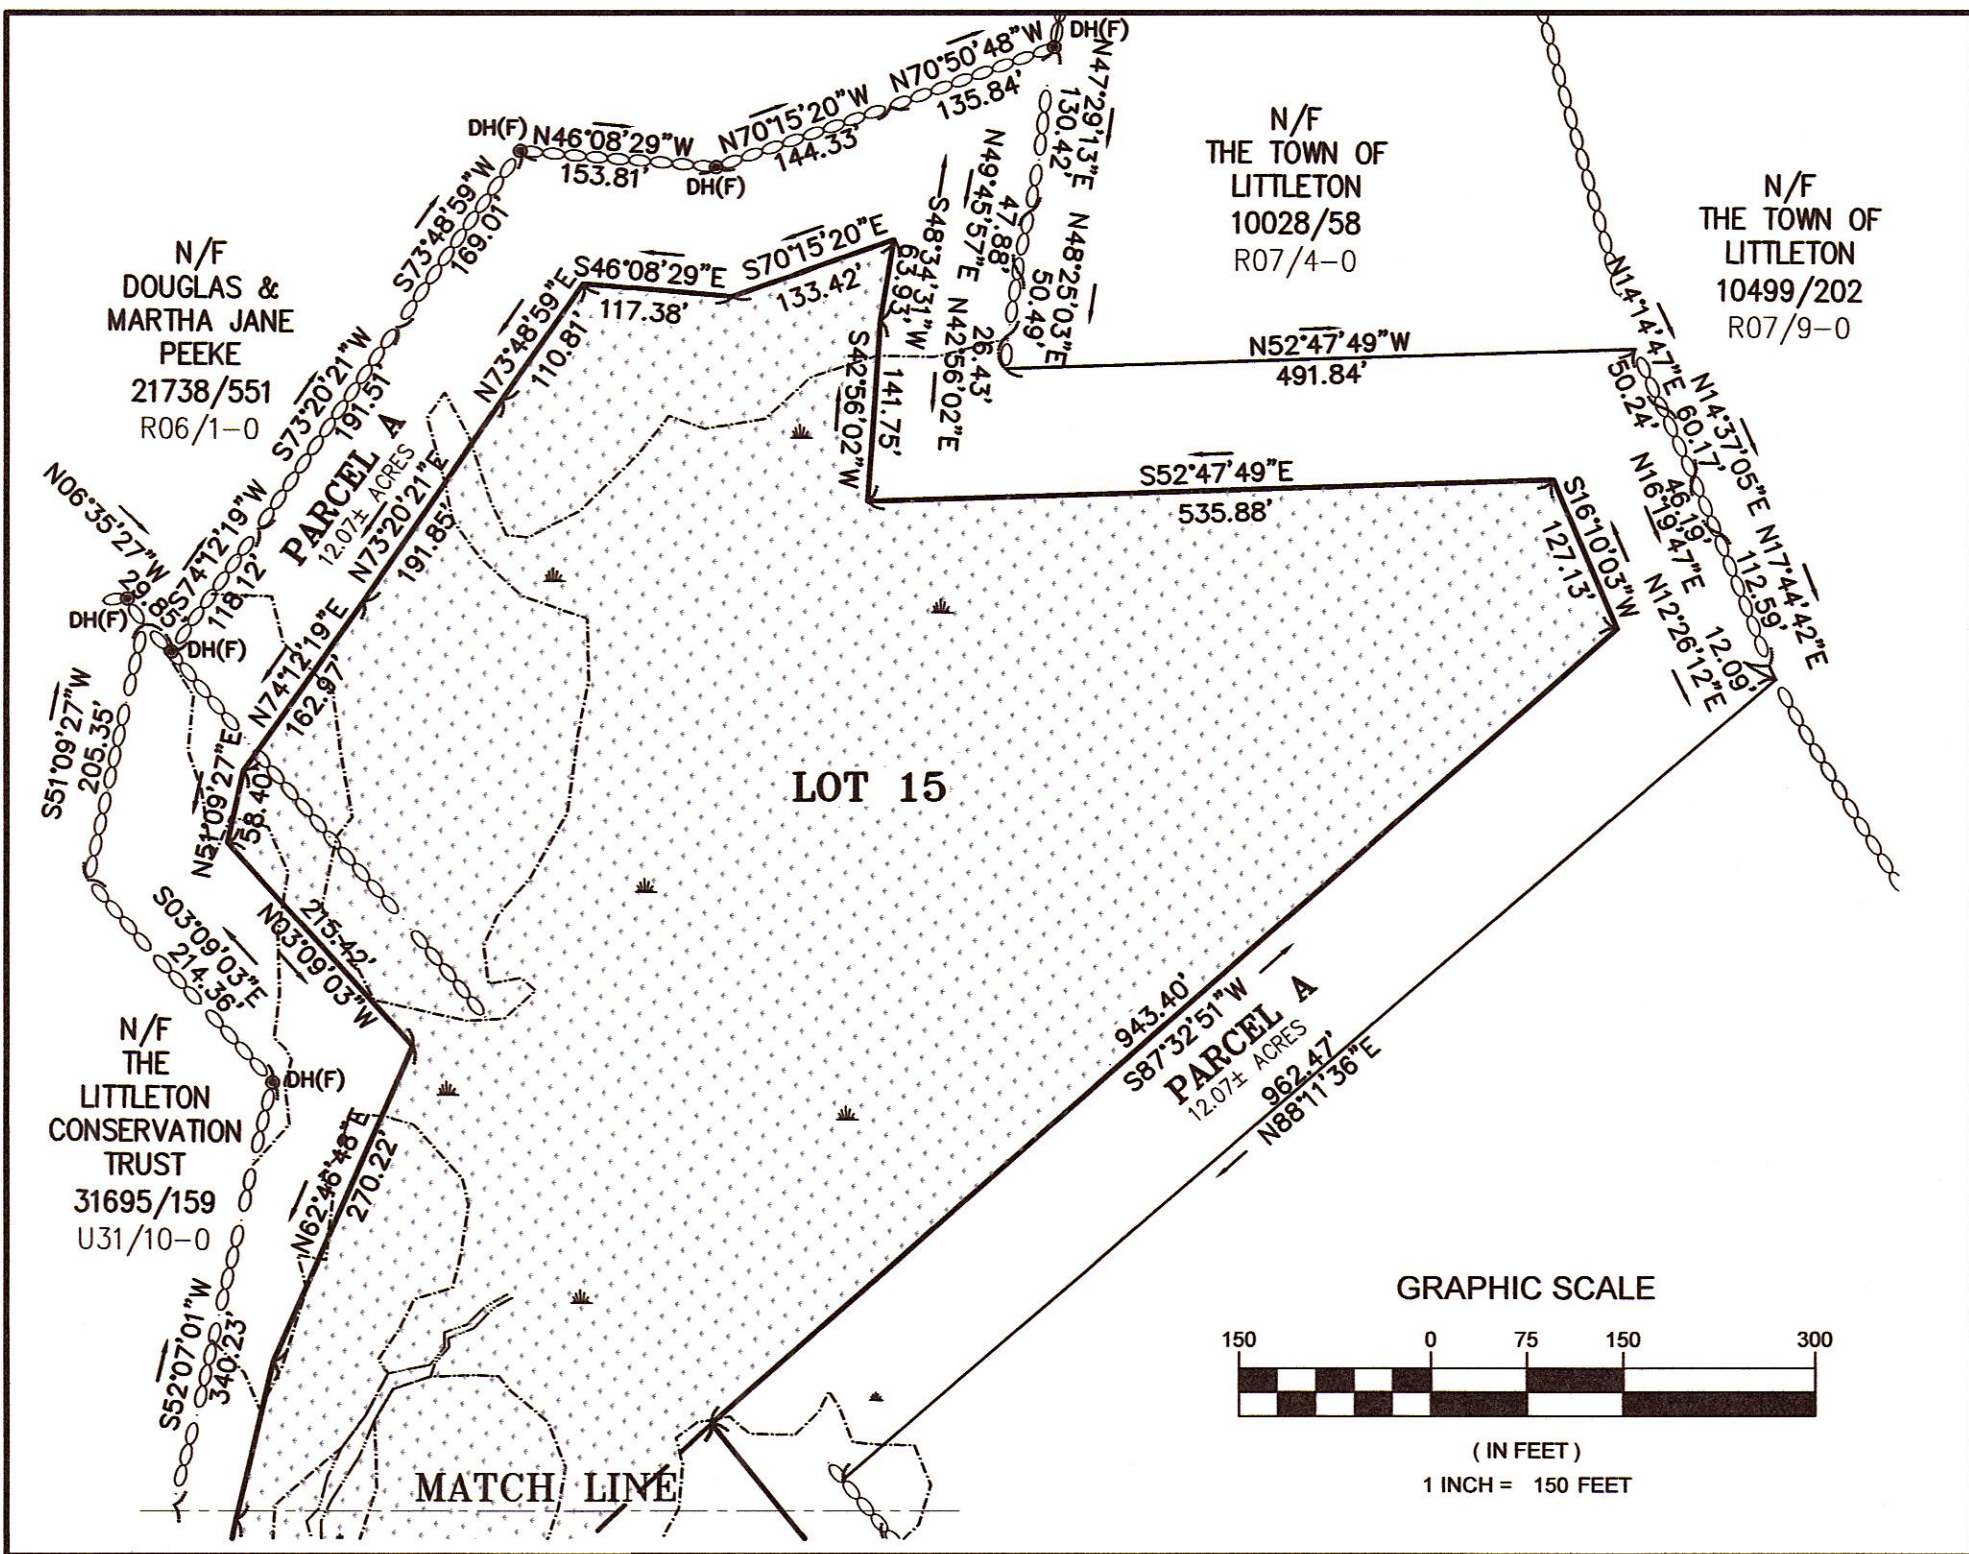 DH(F)
N70°50'48"W
135.84'
N70°15'20"W
144.33'
DH(F)
N46°08'29"W
153.81'
DH(F)
S73°48'59"W
169.01'
N47°29'13"E
130.42'
N49°45'57"E
47.88'
N48°25'03"E
50.49'
N42°56'02"E
26.43'
S48°34'31"W
63.93'
N/F
THE TOWN OF
LITTLETON
10028/58
R07/4-0
N/F
THE TOWN OF
LITTLETON
10499/202
R07/9-0
N/F
DOUGLAS &
MARTHA JANE
PEEKE
21738/551
R06/1-0
S70°15'20"E
133.42'
S46°08'29"E
117.38'
N73°48'59"E
110.81'
S73°20'21"W
191.51'
S42°56'02"W
141.75'
N52°47'49"W
491.84'
N14°14'47"E
50.24'
N14°37'05"E
60.17'
N16°19'47"E
46.19'
N17°44'42"E
112.59'
N12°26'12"E
12.09'
S52°47'49"E
535.88'
S16°10'03"W
127.13'
PARCEL A
12.07± ACRES
N73°20'21"E
191.85'
S74°12'19"W
118.12'
N06°35'27"W
29.85'
DH(F)
DH(F)
N74°12'19"E
162.97'
S51°09'27"W
205.35'
N51°09'27"E
58.40'
LOT 15
S03°09'03"E
214.36'
215.42'
N03°09'03"W
N/F
THE
LITTLETON
CONSERVATION
TRUST
31695/159
U31/10-0
DH(F)
N62°46'48"E
270.22'
S52°07'01"W
340.23'
943.40'
S87°32'51"W
PARCEL A
12.07± ACRES
962.47'
N88°11'36"E
MATCH LINE
GRAPHIC SCALE
150 0 75 150 300
( IN FEET )
1 INCH = 150 FEET